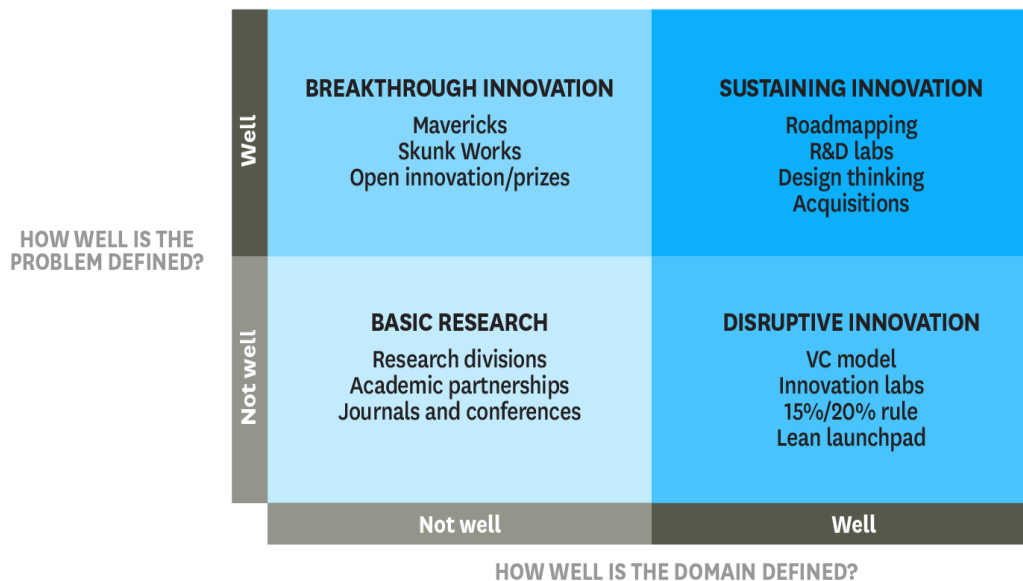 BREAKTHROUGH INNOVATION
Mavericks
Skunk Works
Open innovation/prizes
SUSTAINING INNOVATION
Roadmapping
R&D labs
Design thinking
Acquisitions
Well
HOW WELL IS THE
PROBLEM DEFINED?
Not well
BASIC RESEARCH
Research divisions
Academic partnerships
Journals and conferences
DISRUPTIVE INNOVATION
VC model
Innovation labs
15%/20% rule
Lean launchpad
Not well
Well
HOW WELL IS THE DOMAIN DEFINED?